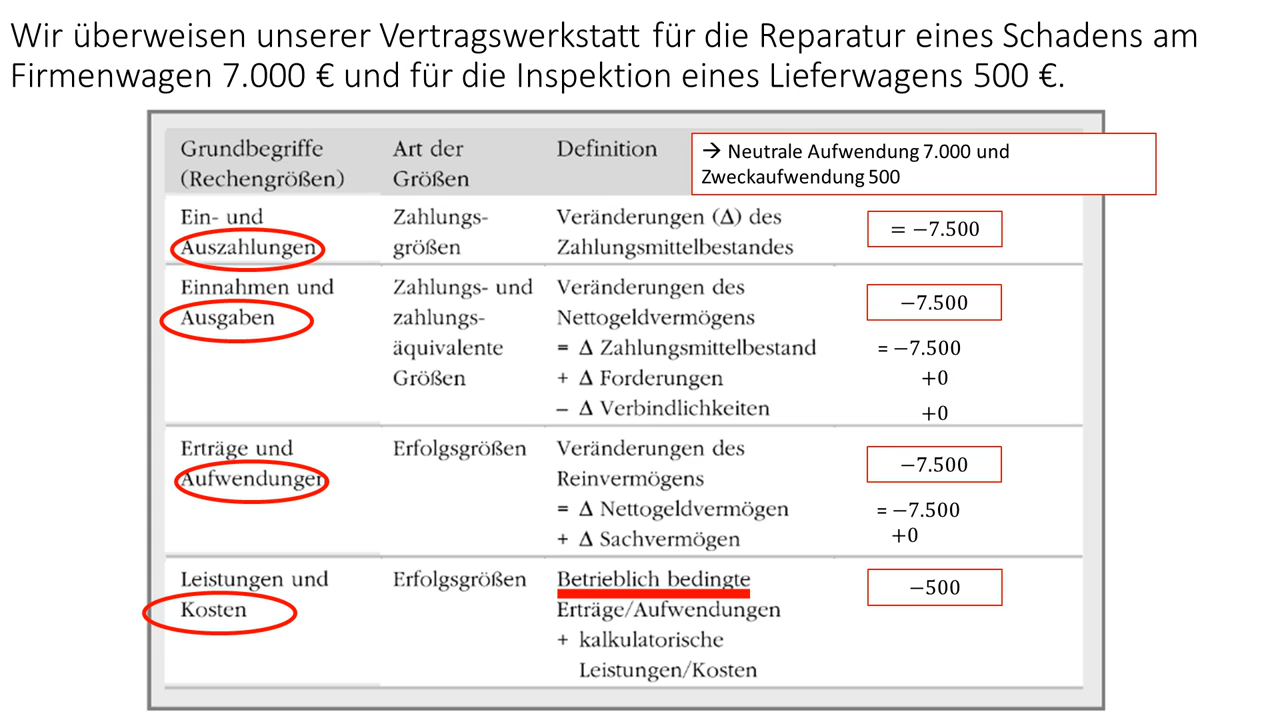 Wir überweisen unserer Vertragswerkstatt für die Reparatur eines Schadens am
Firmenwagen 7.000 € und für die Inspektion eines Lieferwagens 500 €.
Grundbegriffe
(Rechengrößen)
Art der
Größen
Definition
→ Neutrale Aufwendung 7.000 und
Zweckaufwendung 500
Ein- und
Auszahlungen
Zahlungs-
größen
Veränderungen (Δ) des
Zahlungsmittelbestandes
= −7.500
Einnahmen und
Ausgaben
Zahlungs- und
zahlungs-
äquivalente
Größen
Veränderungen des
Nettogeldvermögens
= Δ Zahlungsmittelbestand
+ Δ Forderungen
− Δ Verbindlichkeiten
−7.500
= −7.500
+0
+0
Erträge und
Aufwendungen
Erfolgsgrößen
Veränderungen des
Reinvermögens
= Δ Nettogeldvermögen
+ Δ Sachvermögen
−7.500
= −7.500
+0
Leistungen und
Kosten
Erfolgsgrößen
Betrieblich bedingte
Erträge/Aufwendungen
+ kalkulatorische
Leistungen/Kosten
−500